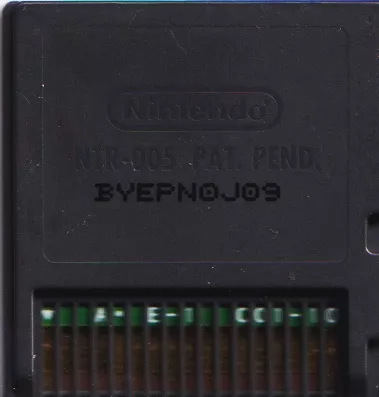 Nintendo®
NTR-005 PAT. PEND.
BYEPN0J09